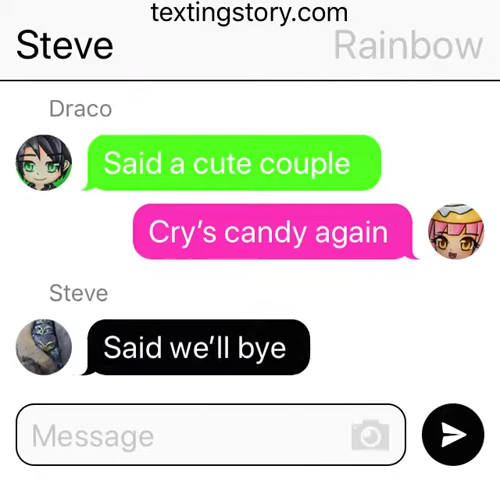 textingstory.com
Steve Rainbow
Draco
Said a cute couple
Cry’s candy again
Steve
Said we’ll bye
Message